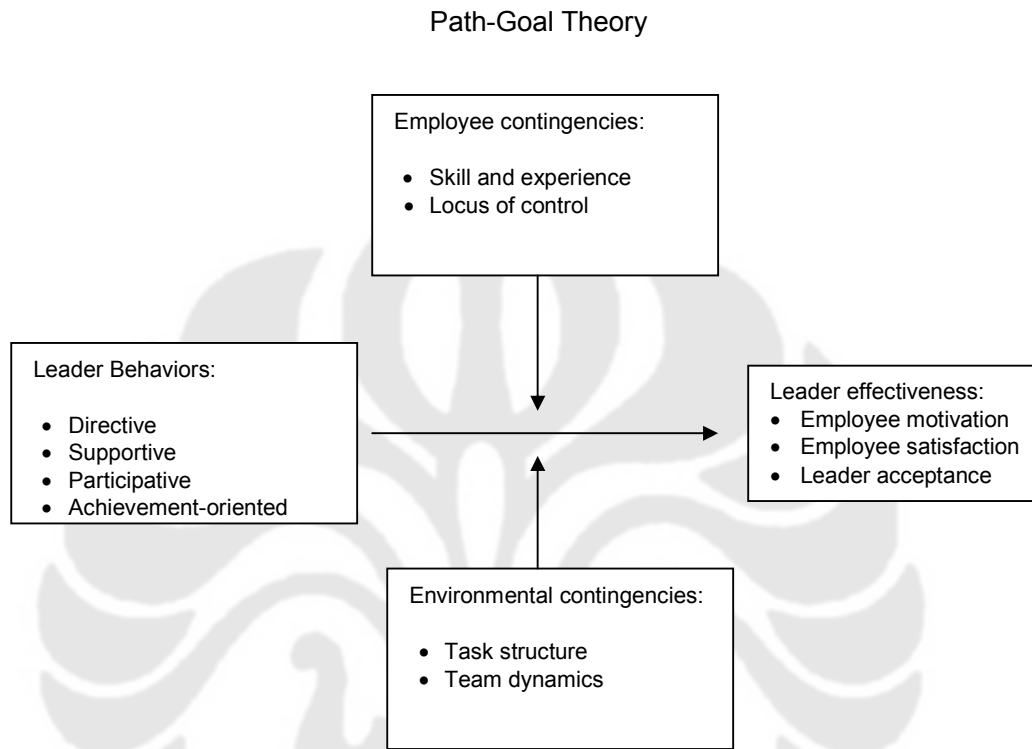 Path-Goal Theory
Employee contingencies:
• Skill and experience
• Locus of control
Leader Behaviors:
• Directive
• Supportive
• Participative
• Achievement-oriented
Leader effectiveness:
• Employee motivation
• Employee satisfaction
• Leader acceptance
Environmental contingencies:
• Task structure
• Team dynamics